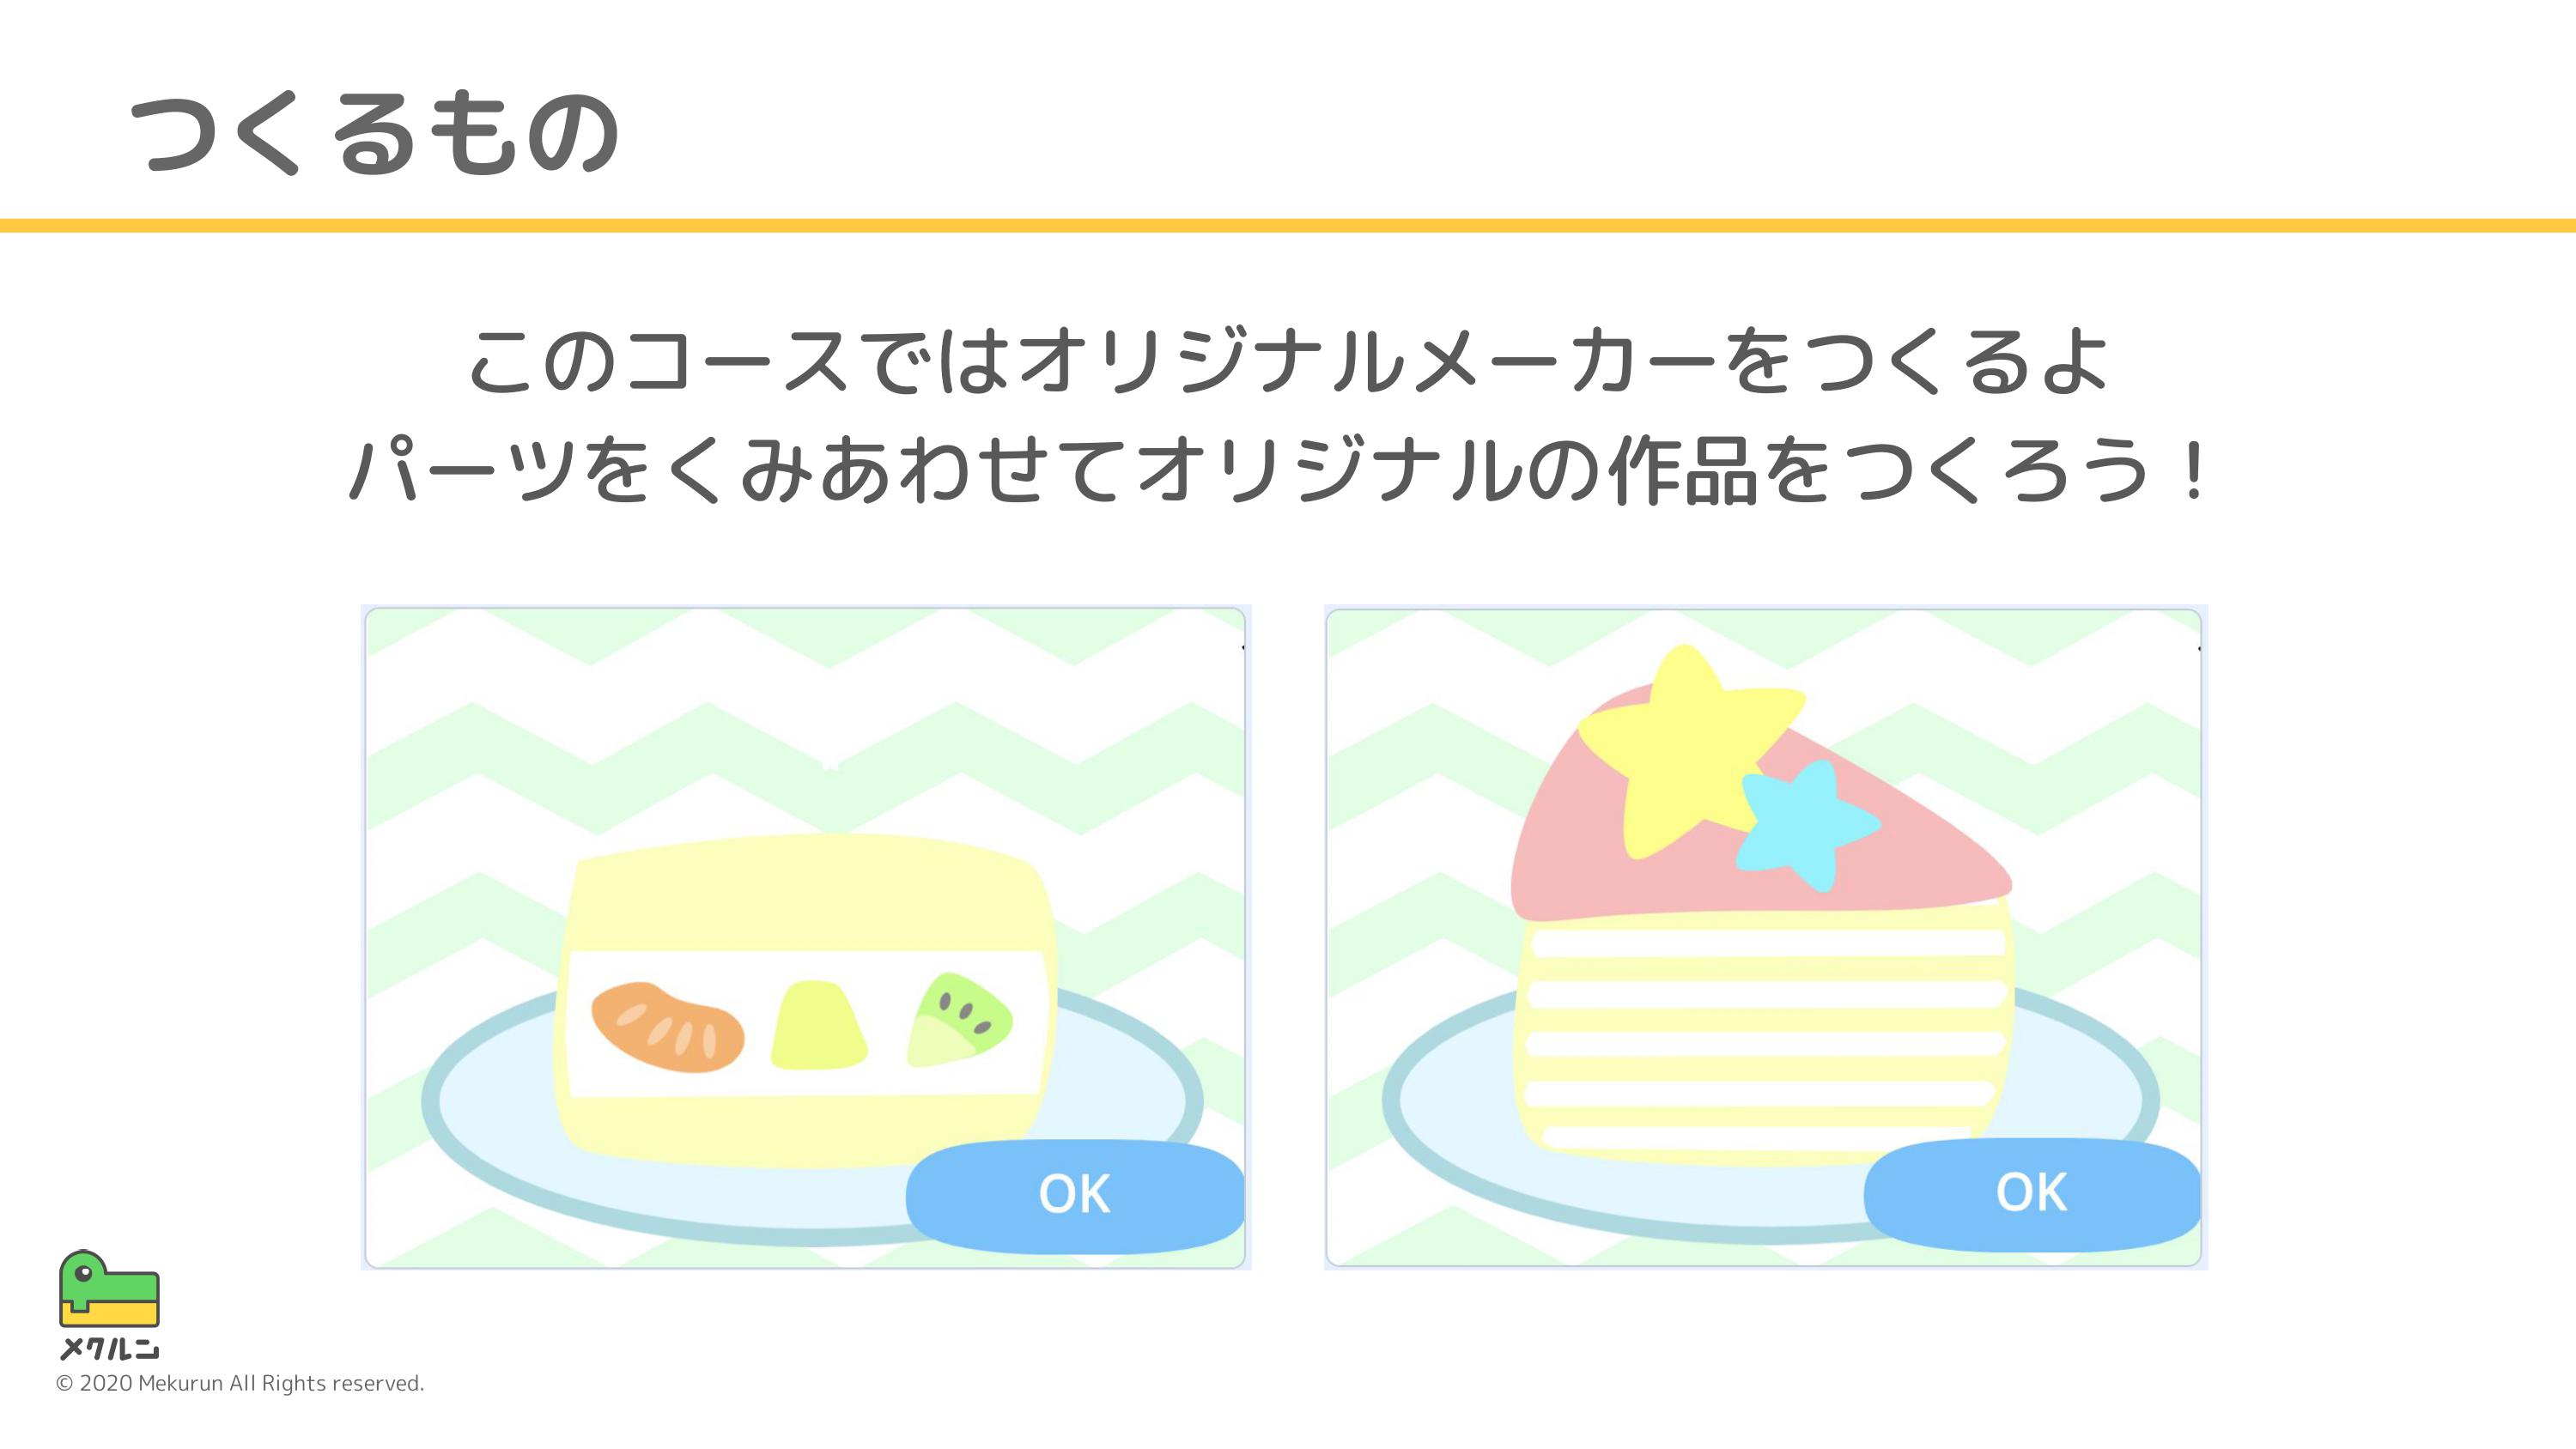 つくるもの
このコースではオリジナルメーカーをつくるよ
パーツをくみあわせてオリジナルの作品をつくろう！
OK
OK
メクルン
© 2020 Mekurun All Rights reserved.